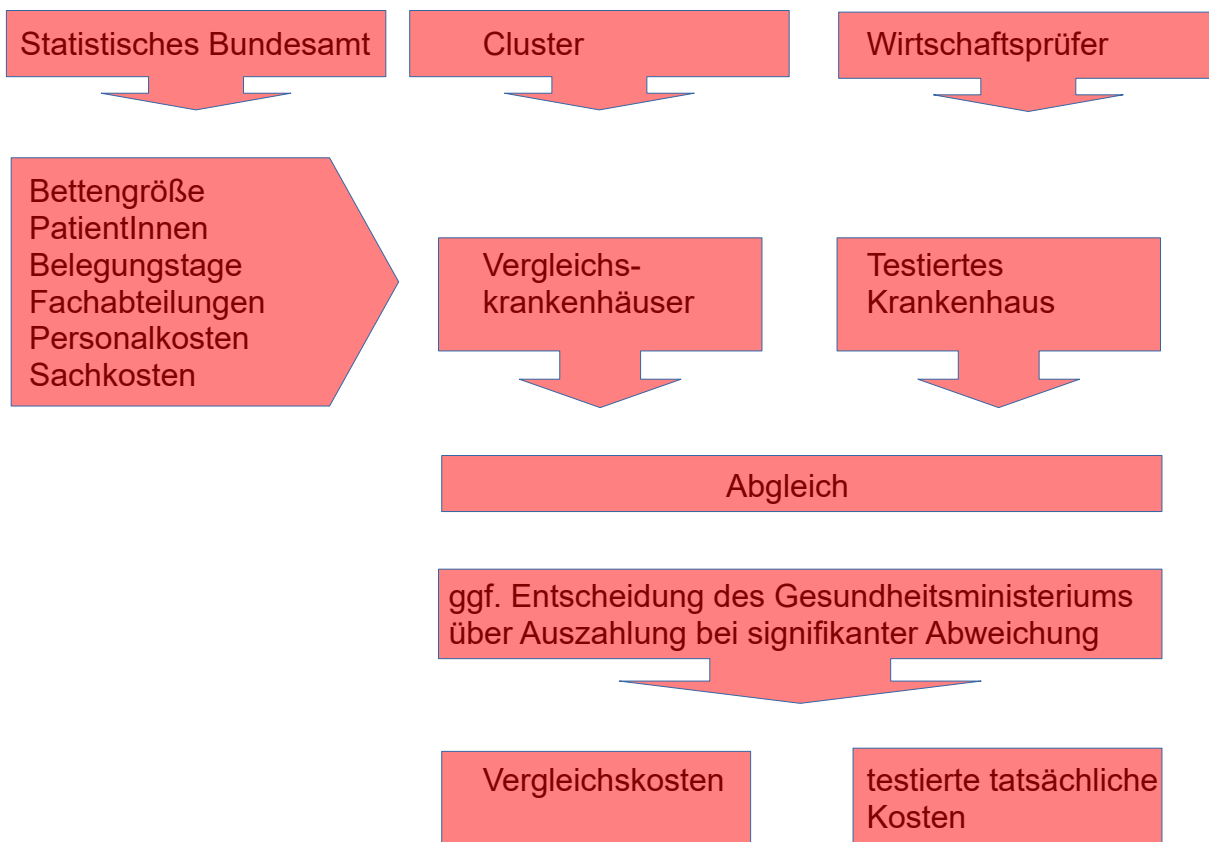 Statistisches Bundesamt
Cluster
Wirtschaftsprüfer
Bettengröße
PatientInnen
Belegungstage
Fachabteilungen
Personalkosten
Sachkosten
Vergleichs-
krankenhäuser
Testiertes
Krankenhaus
Abgleich
ggf. Entscheidung des Gesundheitsministeriums
über Auszahlung bei signifikanter Abweichung
Vergleichskosten
testierte tatsächliche
Kosten